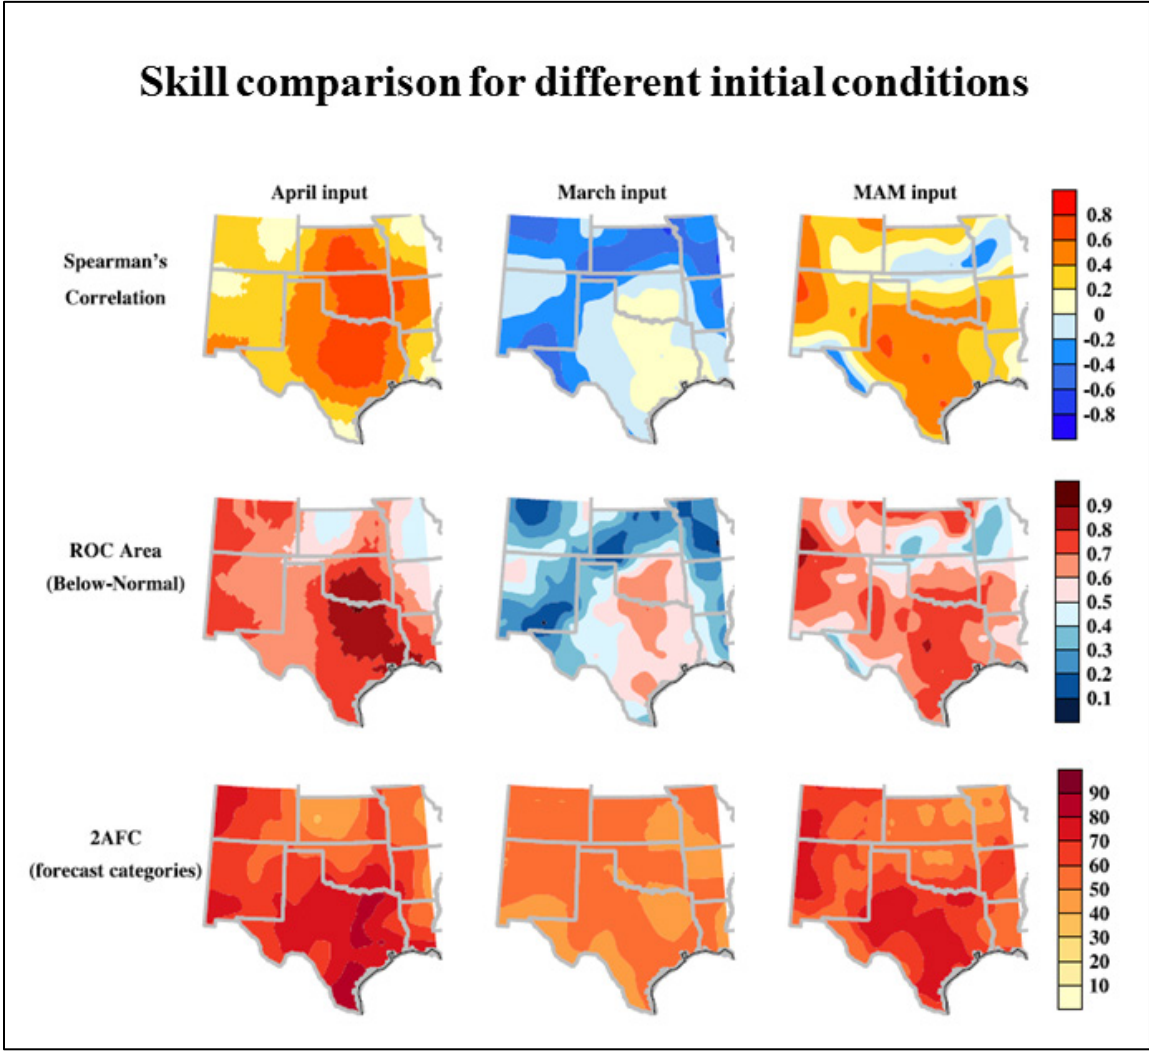 Skill comparison for different initial conditions
April input
March input
MAM input
Spearman's
Correlation
0.8
0.6
0.4
0.2
0
-0.2
-0.4
-0.6
-0.8
ROC Area
(Below-Normal)
0.9
0.8
0.7
0.6
0.5
0.4
0.3
0.2
0.1
2AFC
(forecast categories)
90
80
70
60
50
40
30
20
10